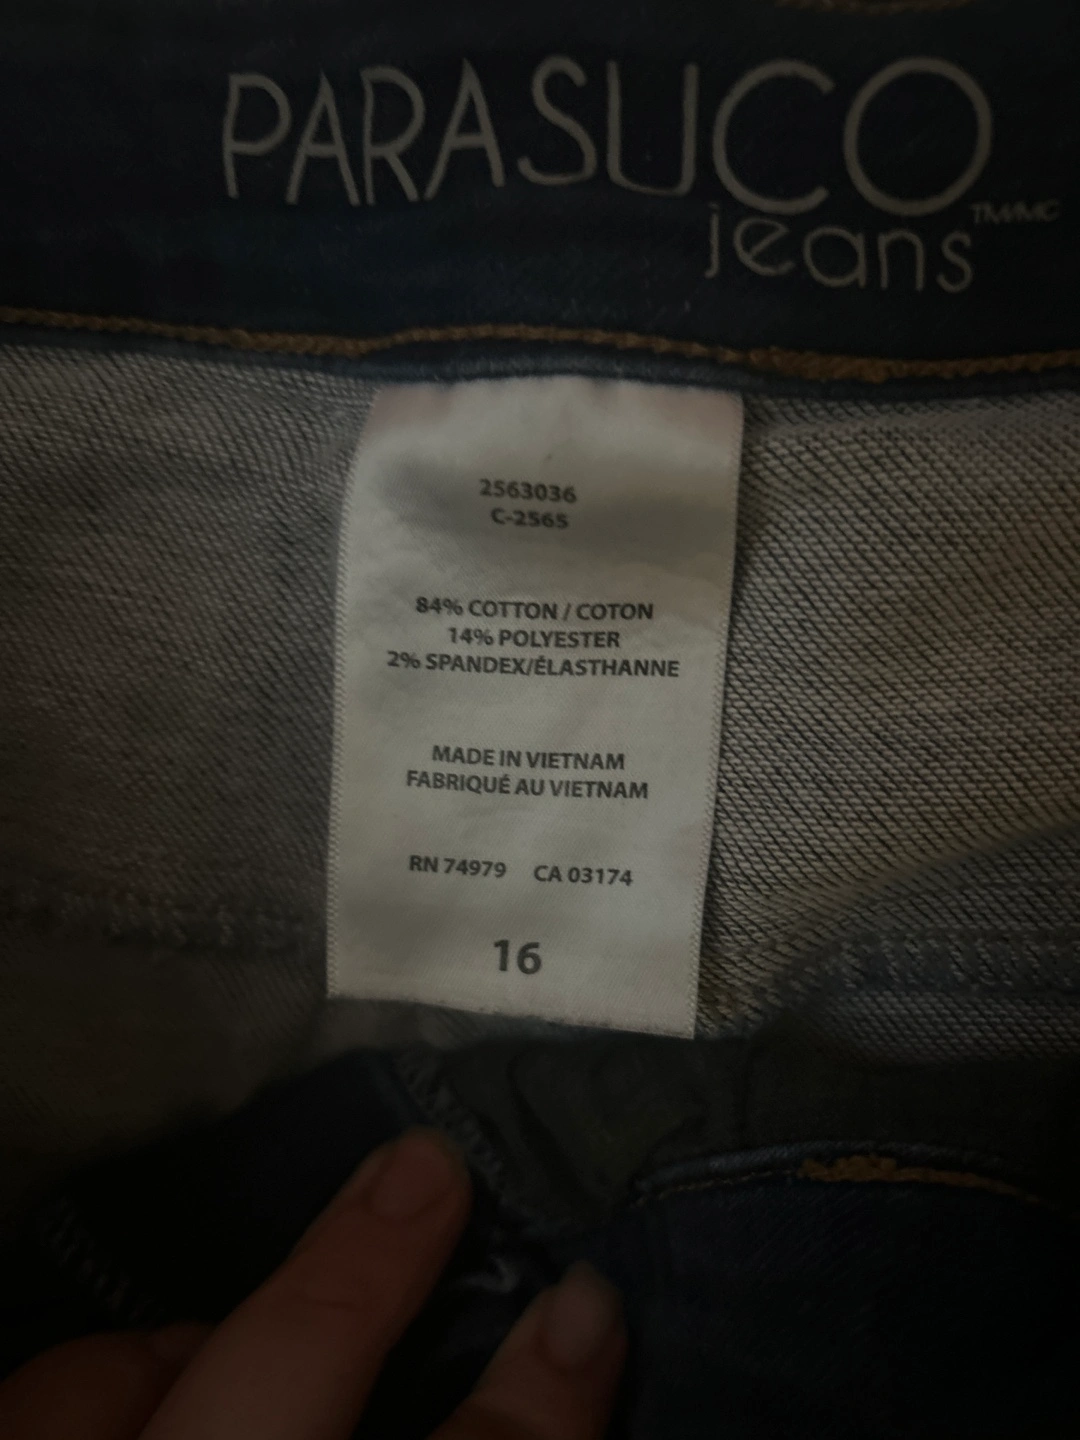 PARASUCO
jeans TM/MC
2563036
C-2565
84% COTTON / COTON
14% POLYESTER
2% SPANDEX/ÉLASTHANNE
MADE IN VIETNAM
FABRIQUÉ AU VIETNAM
RN 74979 CA 03174
16